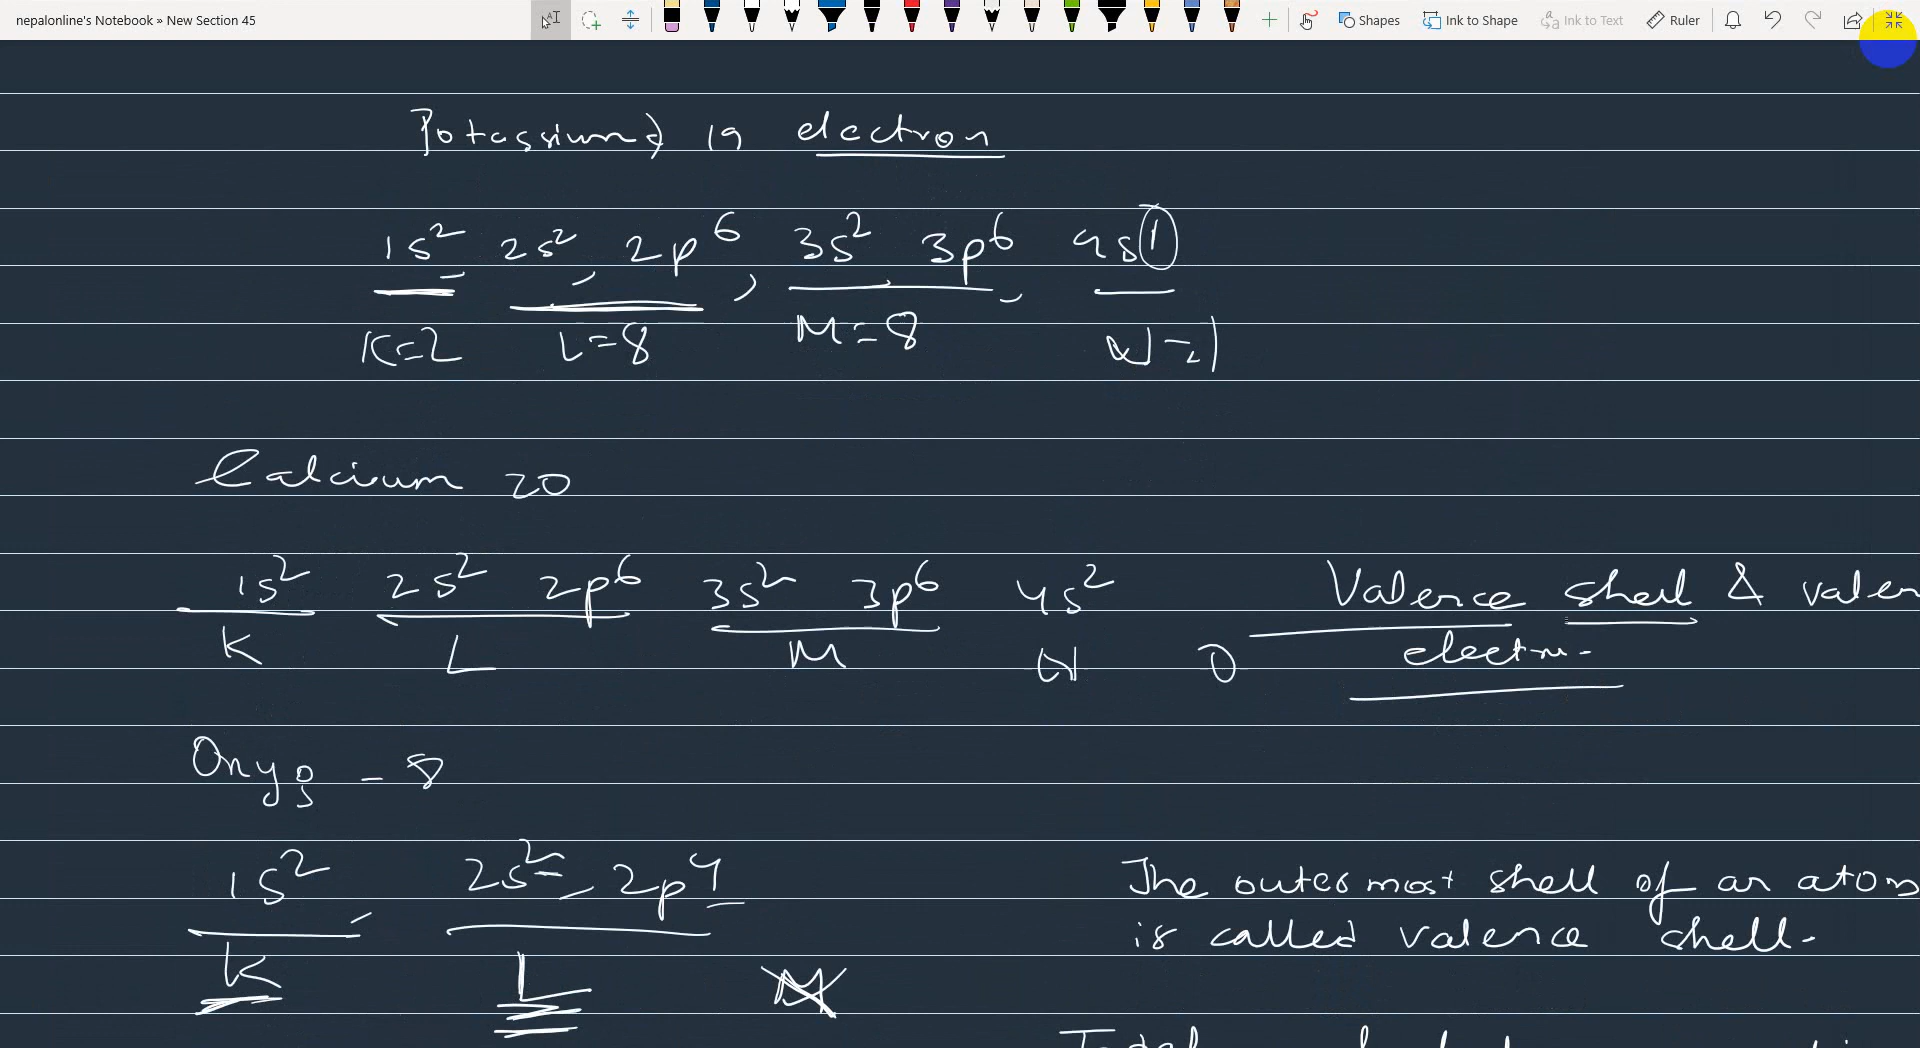 nepalonline's Notebook » New Section 45
Shapes Ink to Shape Ink to Text Ruler
Potassium) 19 electron
1s² 2s², 2p⁶, 3s² 3p⁶, 4s¹
K=2 L=8 M=8 N=1
Calcium 20
1s² 2s² 2p⁶ 3s² 3p⁶ 4s² Valence shell & valen
K L M N electrn-
Oxyg - 8
1s², 2s², 2p⁴
The outermost shell of an atom
is called valence shell.
K L M
Total